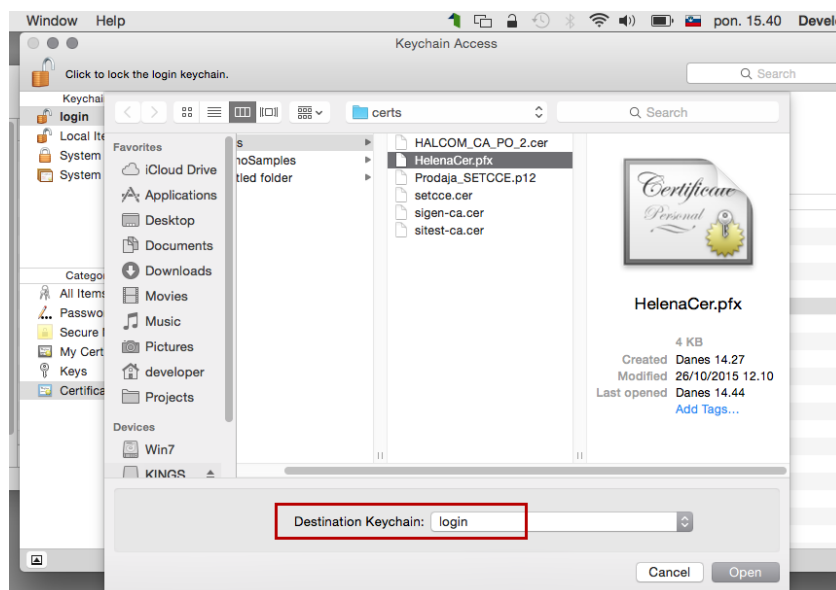 Window Help pon. 15.40 Develo
Keychain Access
Click to lock the login keychain.
Search
Keychai
login
Local Ite
System
System
Catego
All Items
Passwo
Secure I
My Cert
Keys
Certifica
certs
Search
Favorites
iCloud Drive
Applications
Desktop
Documents
Downloads
Movies
Music
Pictures
developer
Projects
Devices
Win7
KINGS
s
noSamples
tled folder
HALCOM_CA_PO_2.cer
HelenaCer.pfx
Prodaja_SETCCE.p12
setcce.cer
sigen-ca.cer
sitest-ca.cer
Certificate
Personal
HelenaCer.pfx
4 KB
Created Danes 14.27
Modified 26/10/2015 12.10
Last opened Danes 14.44
Add Tags...
Destination Keychain: login
Cancel Open